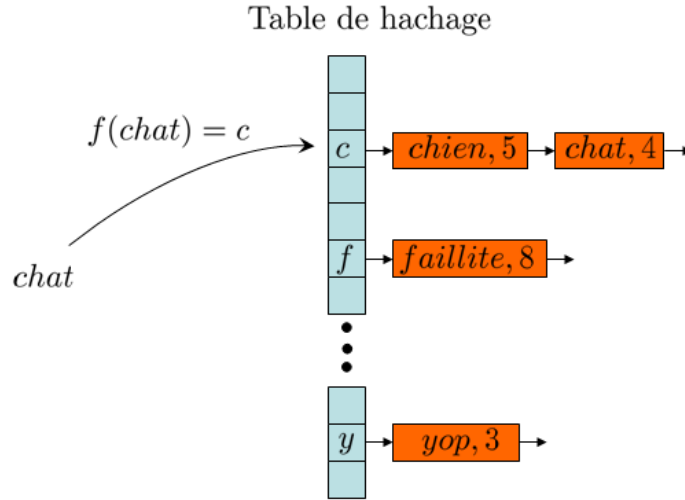 Table de hachage
f(chat) = c
c chien, 5 chat, 4
chat
f faillite, 8
y yop, 3